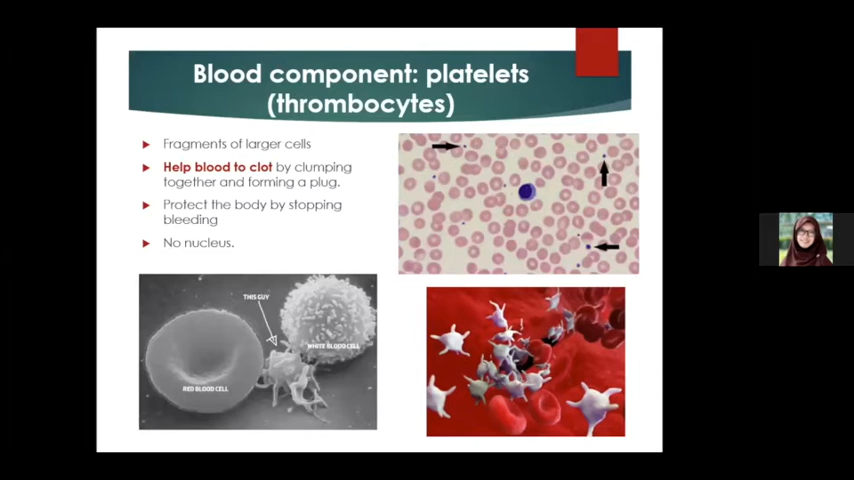 Blood component: platelets
(thrombocytes)
Fragments of larger cells
Help blood to clot by clumping
together and forming a plug.
Protect the body by stopping
bleeding
No nucleus.
THIS GUY
WHITE BLOOD CELL
RED BLOOD CELL